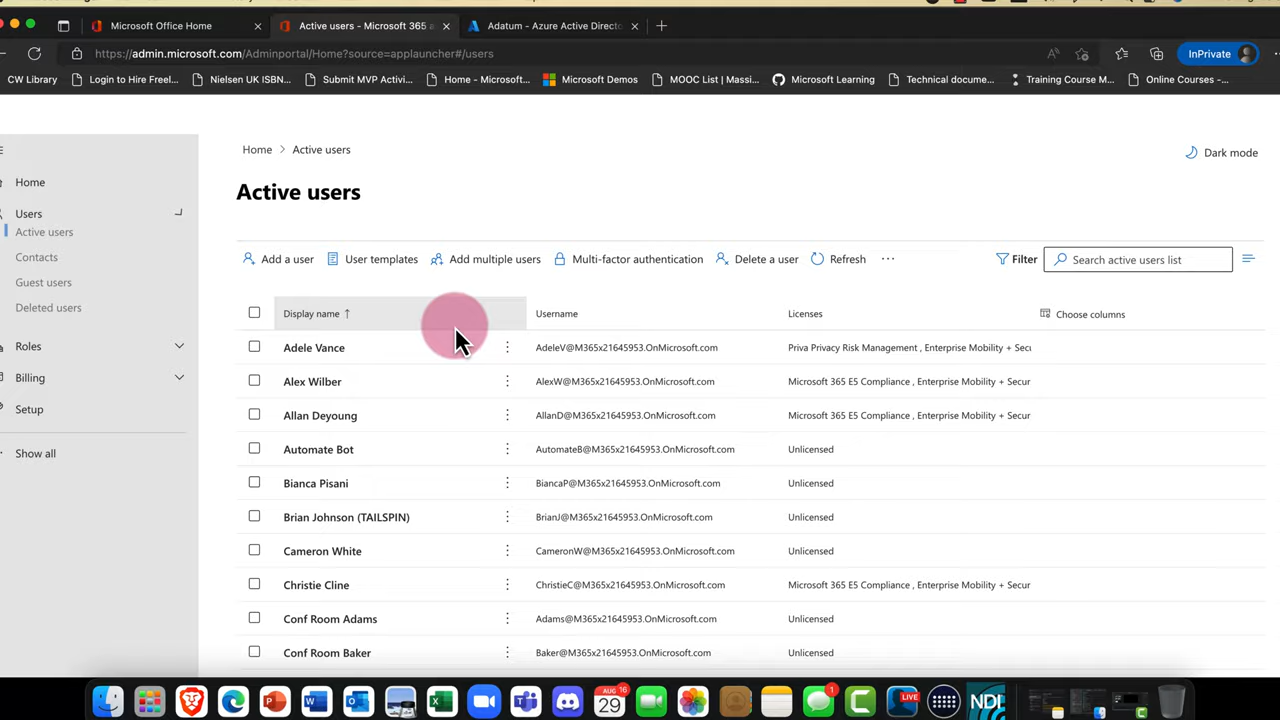 Microsoft Office Home
Active users - Microsoft 365 a
Adatum - Azure Active Directo
https://admin.microsoft.com/Adminportal/Home?source=applauncher#/users
InPrivate
CW Library
Login to Hire Freel...
Nielsen UK ISBN...
Submit MVP Activi...
Home - Microsoft...
Microsoft Demos
MOOC List | Massi...
Microsoft Learning
Technical docume...
Training Course M...
Online Courses -...
Home > Active users
Dark mode
Home
Users
Active users
Contacts
Guest users
Deleted users
Roles
Billing
Setup
Show all
Active users
Add a user
User templates
Add multiple users
Multi-factor authentication
Delete a user
Refresh
Filter
Search active users list
Display name ↑ Username Licenses Choose columns
Adele Vance AdeleV@M365x21645953.OnMicrosoft.com Priva Privacy Risk Management , Enterprise Mobility + Secu
Alex Wilber AlexW@M365x21645953.OnMicrosoft.com Microsoft 365 E5 Compliance , Enterprise Mobility + Secur
Allan Deyoung AllanD@M365x21645953.OnMicrosoft.com Microsoft 365 E5 Compliance , Enterprise Mobility + Secur
Automate Bot AutomateB@M365x21645953.OnMicrosoft.com Unlicensed
Bianca Pisani BiancaP@M365x21645953.OnMicrosoft.com Unlicensed
Brian Johnson (TAILSPIN) BrianJ@M365x21645953.OnMicrosoft.com Unlicensed
Cameron White CameronW@M365x21645953.OnMicrosoft.com Unlicensed
Christie Cline ChristieC@M365x21645953.OnMicrosoft.com Microsoft 365 E5 Compliance , Enterprise Mobility + Secur
Conf Room Adams Adams@M365x21645953.OnMicrosoft.com Unlicensed
Conf Room Baker Baker@M365x21645953.OnMicrosoft.com Unlicensed
AUG 16
29
1
LIVE
NDI